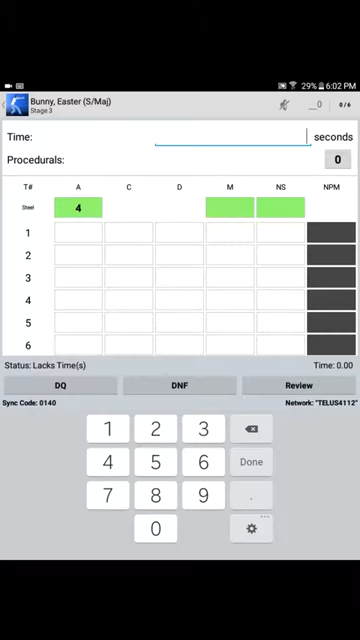 29% 6:02 PM
Bunny, Easter (S/Maj)
Stage 3
__0
0/6
Time: seconds
Procedurals: 0
T# A C D M NS NPM
Steel 4
1
2
3
4
5
6
Status: Lacks Time(s) Time: 0.00
DQ DNF Review
Sync Code: 0140 Network: "TELUS4112"
1 2 3
4 5 6 Done
7 8 9 .
0